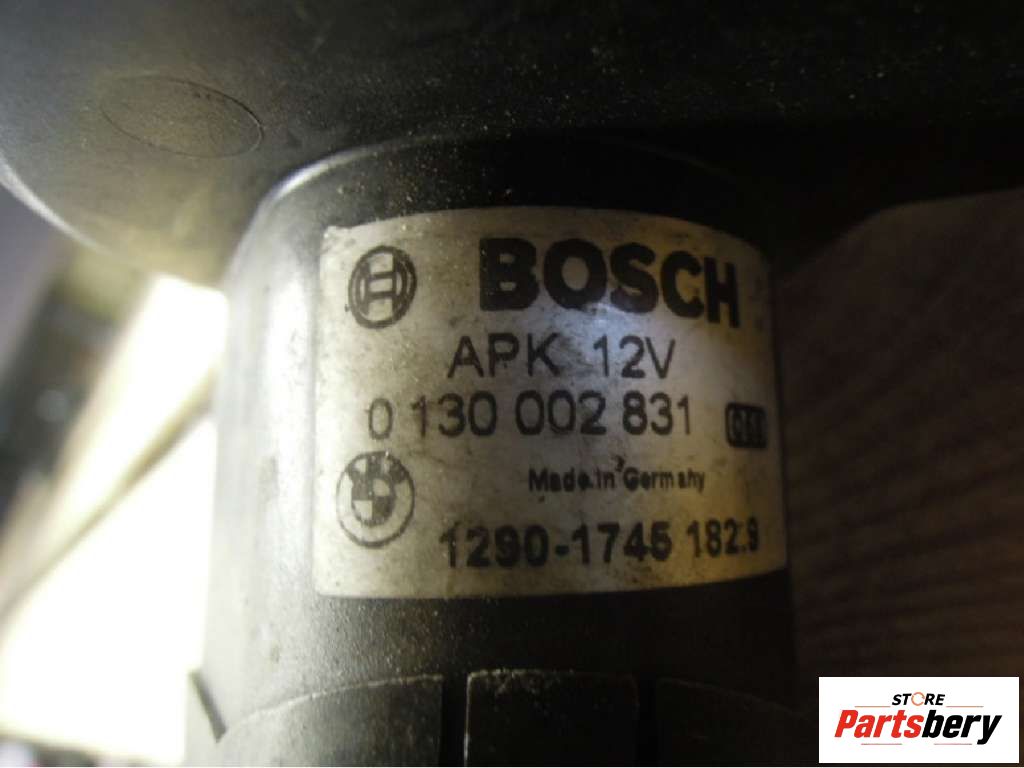 BOSCH
APK 12V
0 130 002 831
Made in Germany
1290-1745 182.9
STORE
Partsbery